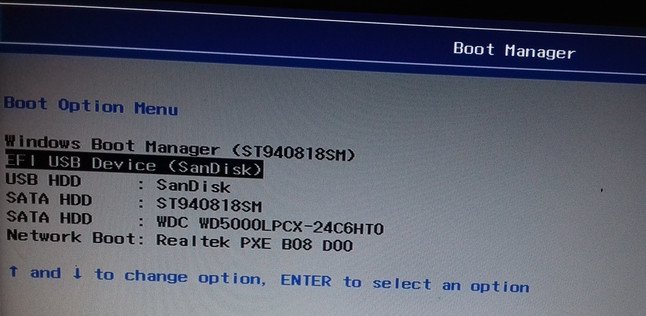 Boot Manager
Boot Option Menu
Windows Boot Manager (ST940818SM)
EFI USB Device (SanDisk)
USB HDD : SanDisk
SATA HDD : ST940818SM
SATA HDD : WDC WD5000LPCX-24C6HT0
Network Boot: Realtek PXE B08 D00
↑ and ↓ to change option, ENTER to select an option